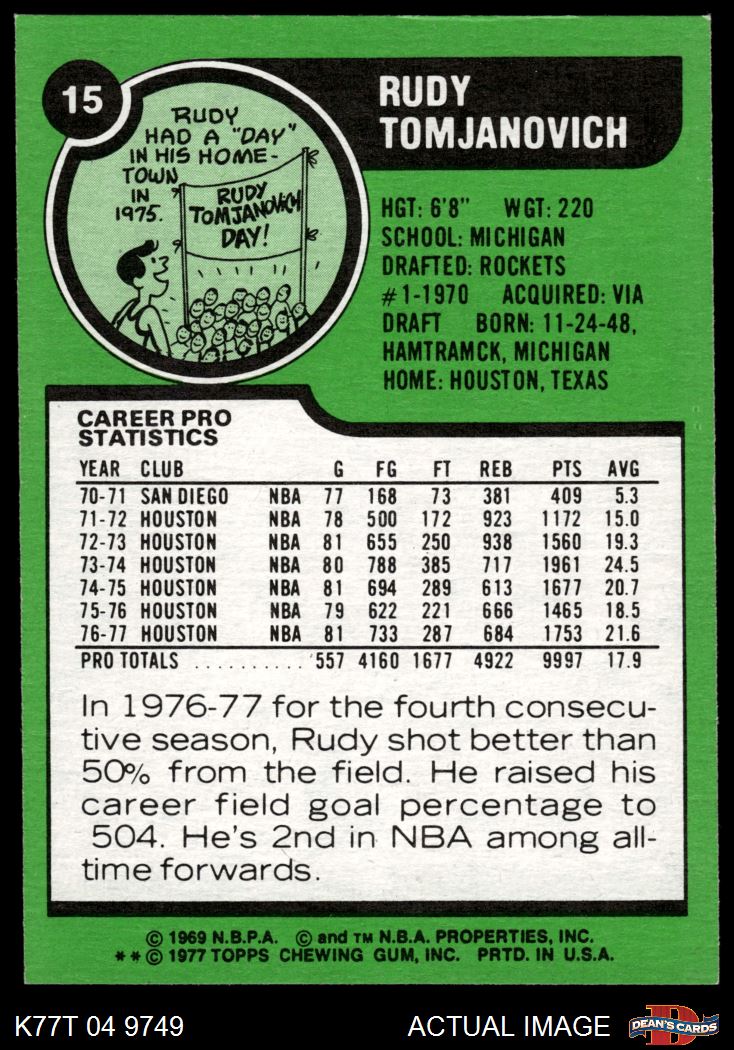 15
RUDY
TOMJANOVICH
RUDY
HAD A "DAY"
IN HIS HOME-
TOWN
IN
1975.
RUDY
TOMJANOVICH
DAY!
HGT: 6'8" WGT: 220
SCHOOL: MICHIGAN
DRAFTED: ROCKETS
#1-1970 ACQUIRED: VIA
DRAFT BORN: 11-24-48,
HAMTRAMCK, MICHIGAN
HOME: HOUSTON, TEXAS
CAREER PRO
STATISTICS
YEAR CLUB G FG FT REB PTS AVG
70-71 SAN DIEGO NBA 77 168 73 381 409 5.3
71-72 HOUSTON NBA 78 500 172 923 1172 15.0
72-73 HOUSTON NBA 81 655 250 938 1560 19.3
73-74 HOUSTON NBA 80 788 385 717 1961 24.5
74-75 HOUSTON NBA 81 694 289 613 1677 20.7
75-76 HOUSTON NBA 79 622 221 666 1465 18.5
76-77 HOUSTON NBA 81 733 287 684 1753 21.6
PRO TOTALS .......... 557 4160 1677 4922 9997 17.9
In 1976-77 for the fourth consecu-
tive season, Rudy shot better than
50% from the field. He raised his
career field goal percentage to
504. He's 2nd in NBA among all-
time forwards.
© 1969 N.B.P.A. © and TM N.B.A. PROPERTIES, INC.
**© 1977 TOPPS CHEWING GUM, INC. PRTD. IN U.S.A.
K77T 04 9749 ACTUAL IMAGE DEAN'S CARDS